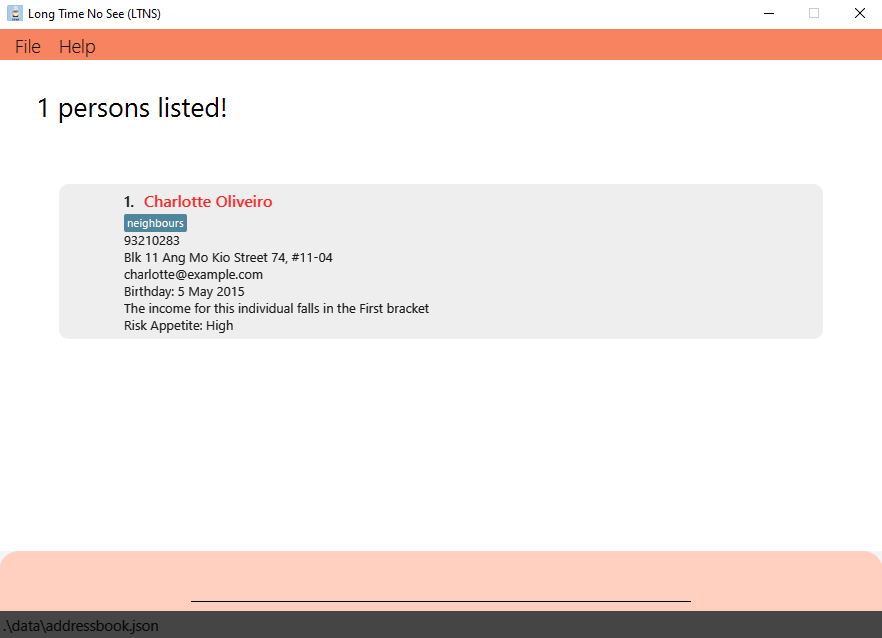 Long Time No See (LTNS)
File Help
1 persons listed!
1. Charlotte Oliveiro
neighbours
93210283
Blk 11 Ang Mo Kio Street 74, #11-04
charlotte@example.com
Birthday: 5 May 2015
The income for this individual falls in the First bracket
Risk Appetite: High
.\data\addressbook.json